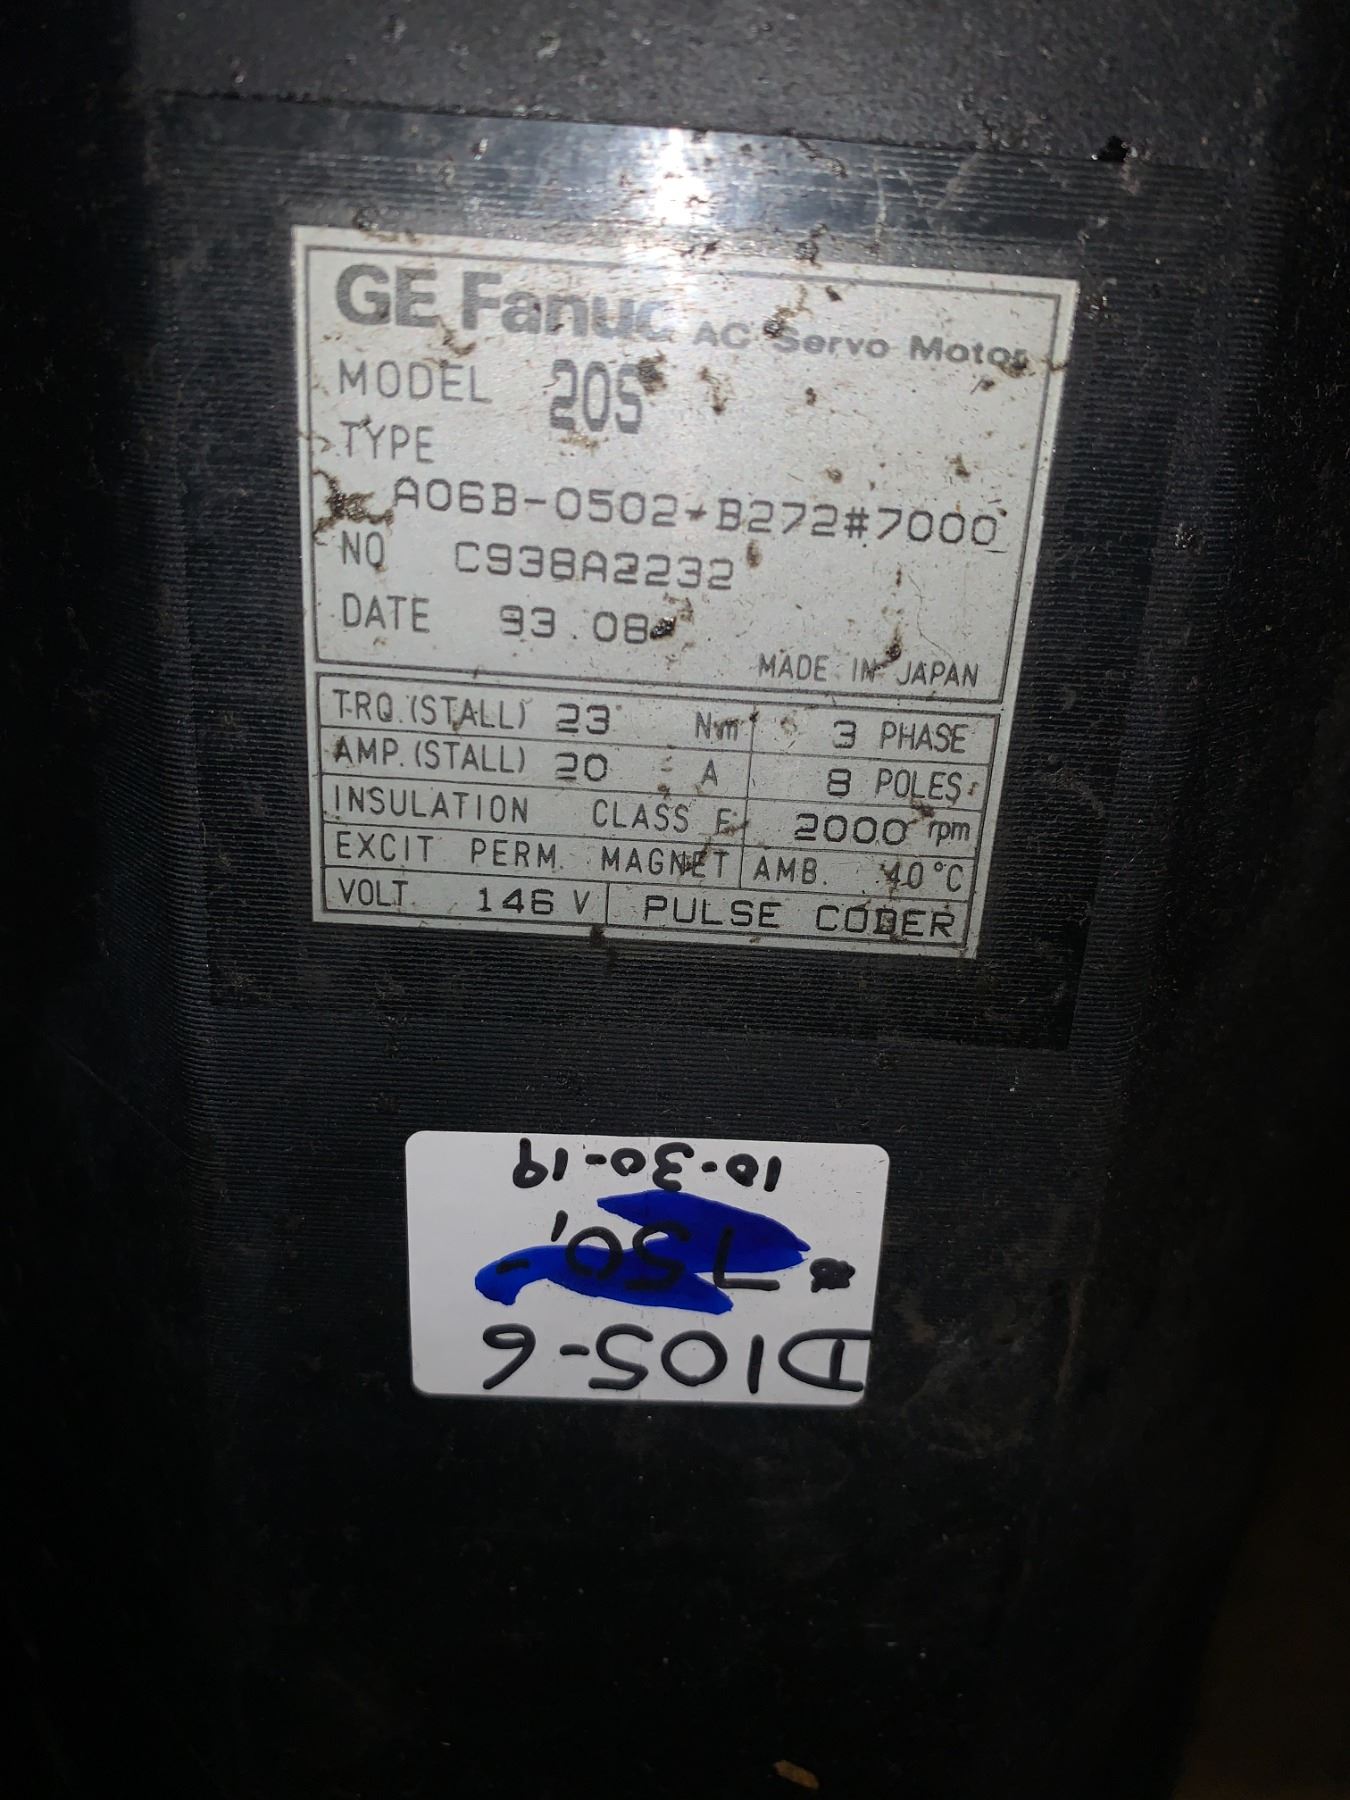 GE Fanuc AC Servo Motor
MODEL 20S
TYPE
A06B-0502-B272#7000
NO C938A2232
DATE 93.08
MADE IN JAPAN
TRQ.(STALL) 23 Nm 3 PHASE
AMP.(STALL) 20 A 8 POLES
INSULATION CLASS F 2000 rpm
EXCIT PERM. MAGNET AMB. 40°C
VOLT. 146 V PULSE CODER
D105-6
750,-
10-30-19